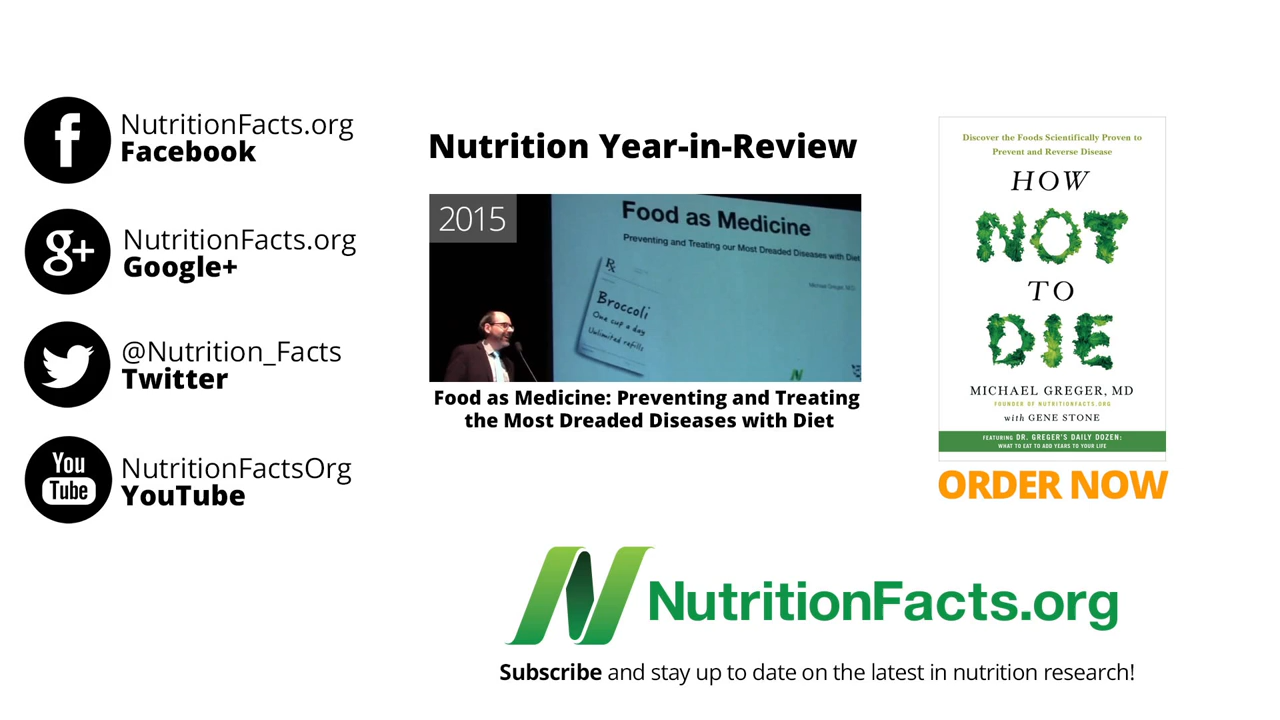 f
NutritionFacts.org
Facebook
g+
NutritionFacts.org
Google+
@Nutrition_Facts
Twitter
You
Tube
NutritionFactsOrg
YouTube
Nutrition Year-in-Review
2015
Food as Medicine
Preventing and Treating our Most Dreaded Diseases with Diet
Rx
Broccoli
One cup a day
Unlimited refills
Food as Medicine: Preventing and Treating
the Most Dreaded Diseases with Diet
Discover the Foods Scientifically Proven to
Prevent and Reverse Disease
HOW
NOT
TO
DIE
MICHAEL GREGER, MD
FOUNDER OF NUTRITIONFACTS.ORG
with GENE STONE
FEATURING DR. GREGER'S DAILY DOZEN:
WHAT TO EAT TO ADD YEARS TO YOUR LIFE
ORDER NOW
NutritionFacts.org
Subscribe and stay up to date on the latest in nutrition research!